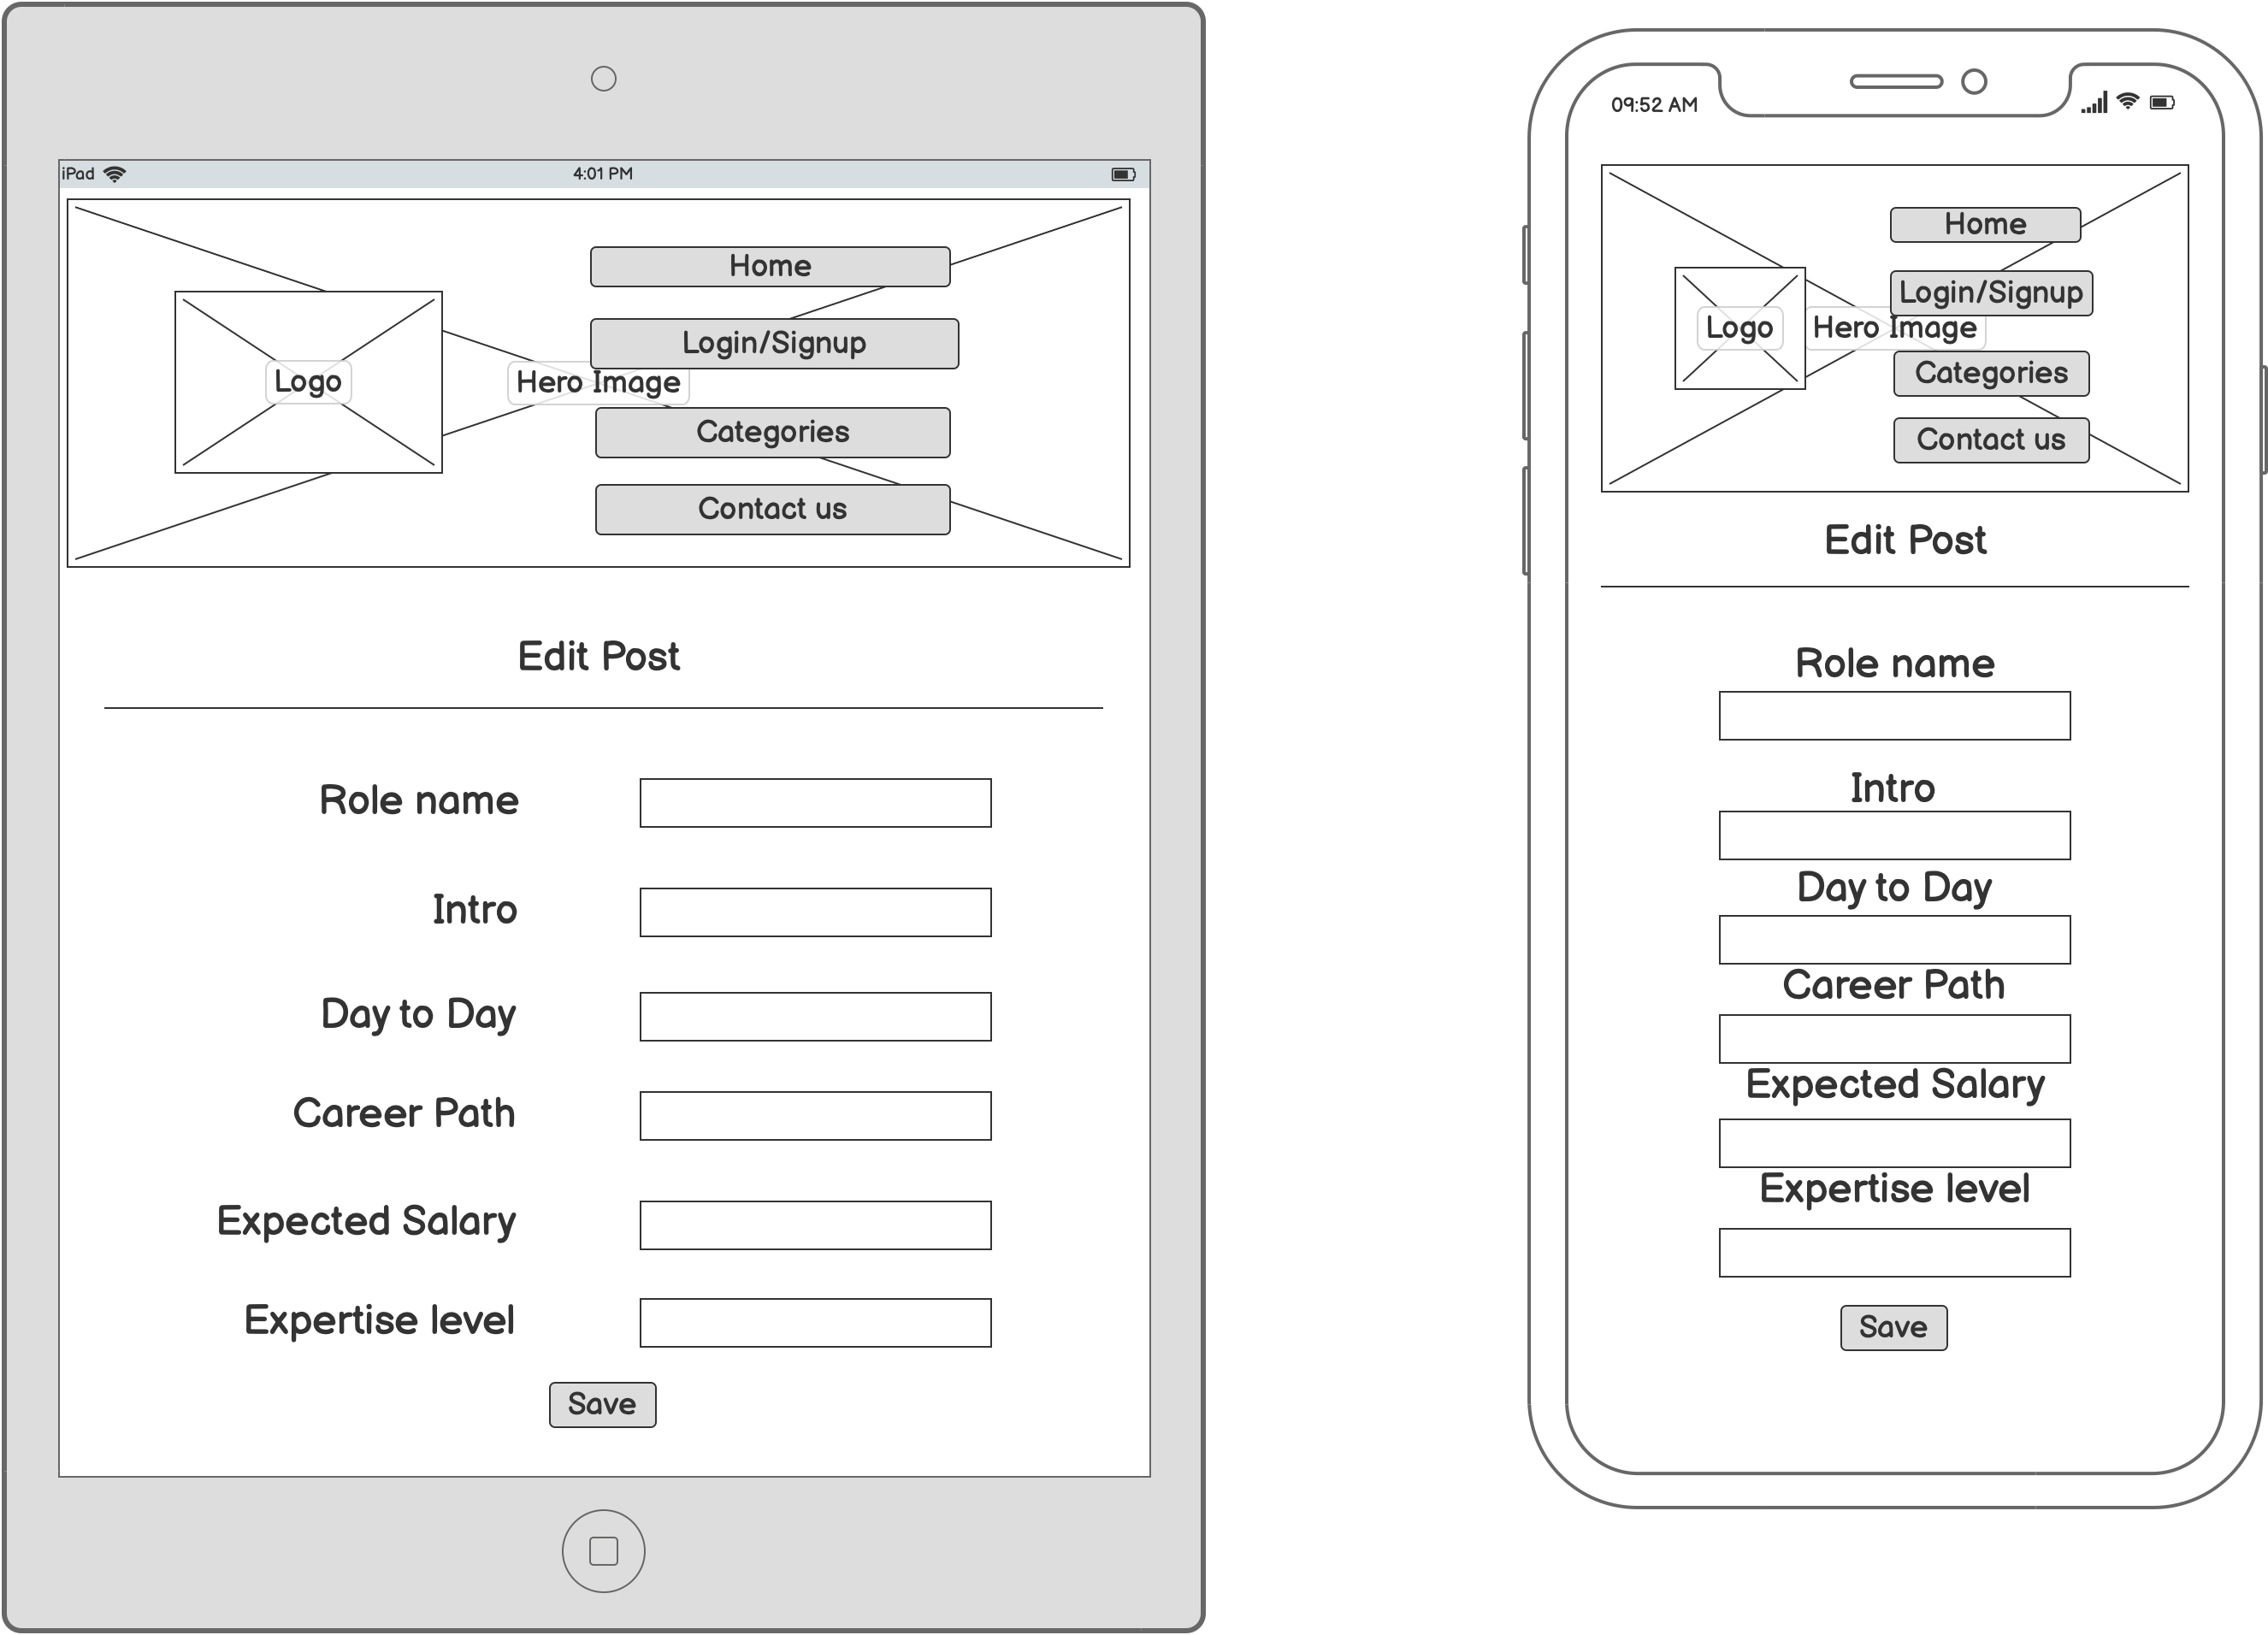 iPad 4:01 PM
Home
Login/Signup
Logo
Hero Image
Categories
Contact us
Edit Post
Role name
Intro
Day to Day
Career Path
Expected Salary
Expertise level
Save
09:52 AM
Home
Login/Signup
Logo
Hero Image
Categories
Contact us
Edit Post
Role name
Intro
Day to Day
Career Path
Expected Salary
Expertise level
Save